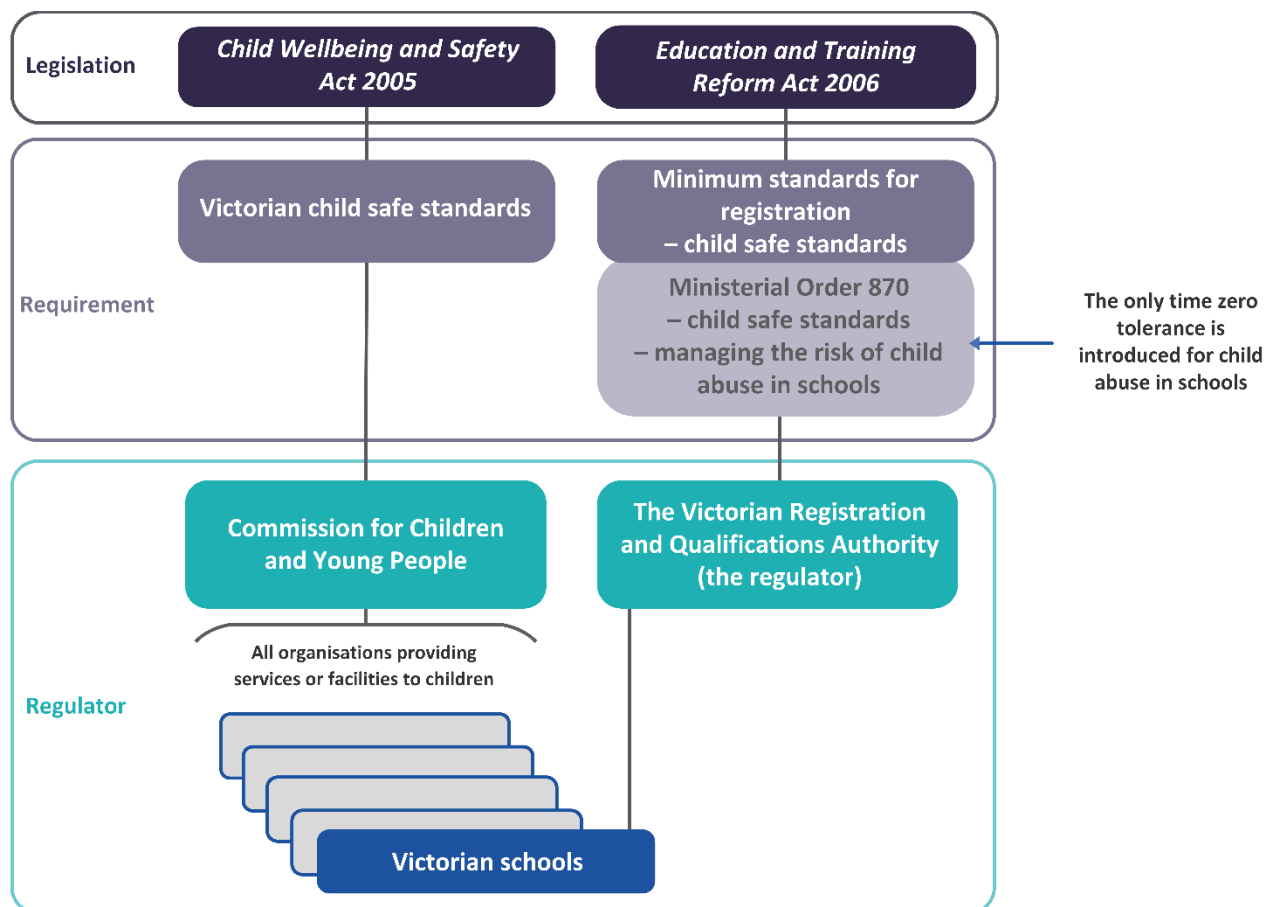 Legislation
Child Wellbeing and Safety
Act 2005
Education and Training
Reform Act 2006
Requirement
Victorian child safe standards
Minimum standards for
registration
– child safe standards
Ministerial Order 870
– child safe standards
– managing the risk of child
abuse in schools
The only time zero
tolerance is
introduced for child
abuse in schools
Regulator
Commission for Children
and Young People
The Victorian Registration
and Qualifications Authority
(the regulator)
All organisations providing
services or facilities to children
Victorian schools